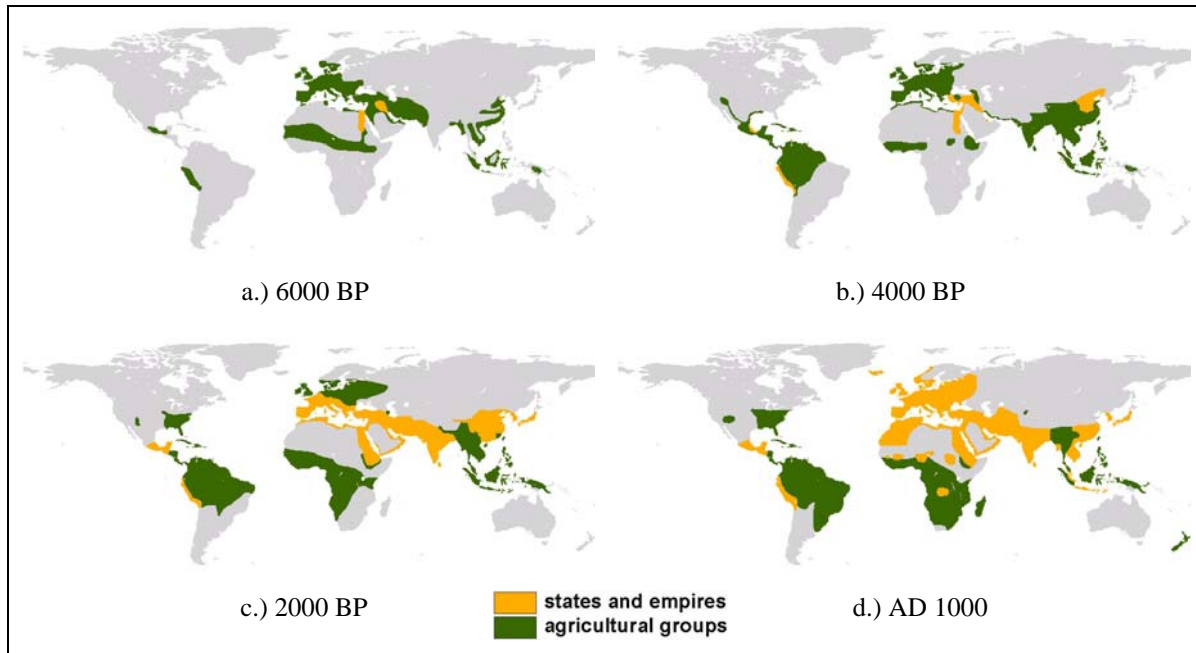 a.) 6000 BP
b.) 4000 BP
c.) 2000 BP
d.) AD 1000
states and empires
agricultural groups